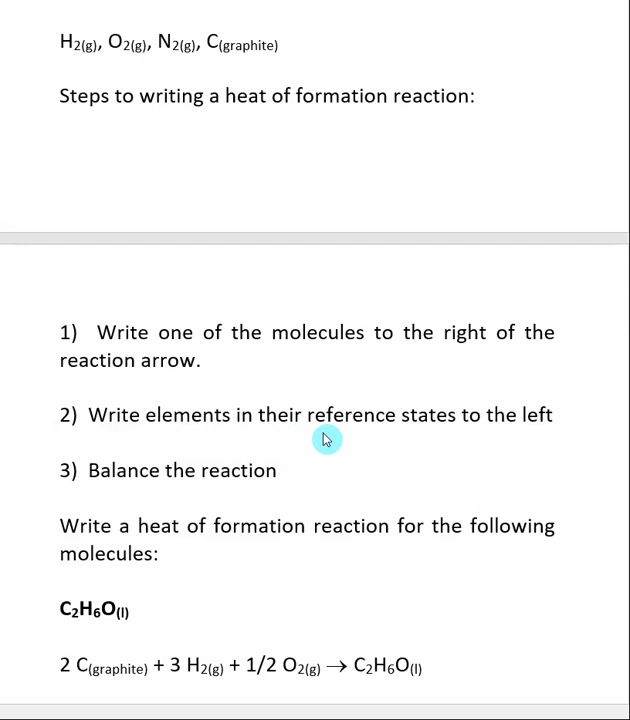 H₂(g), O₂(g), N₂(g), C(graphite)
Steps to writing a heat of formation reaction:
1) Write one of the molecules to the right of the
reaction arrow.
2) Write elements in their reference states to the left
3) Balance the reaction
Write a heat of formation reaction for the following
molecules:
C₂H₆O(l)
2 C(graphite) + 3 H₂(g) + 1/2 O₂(g) → C₂H₆O(l)